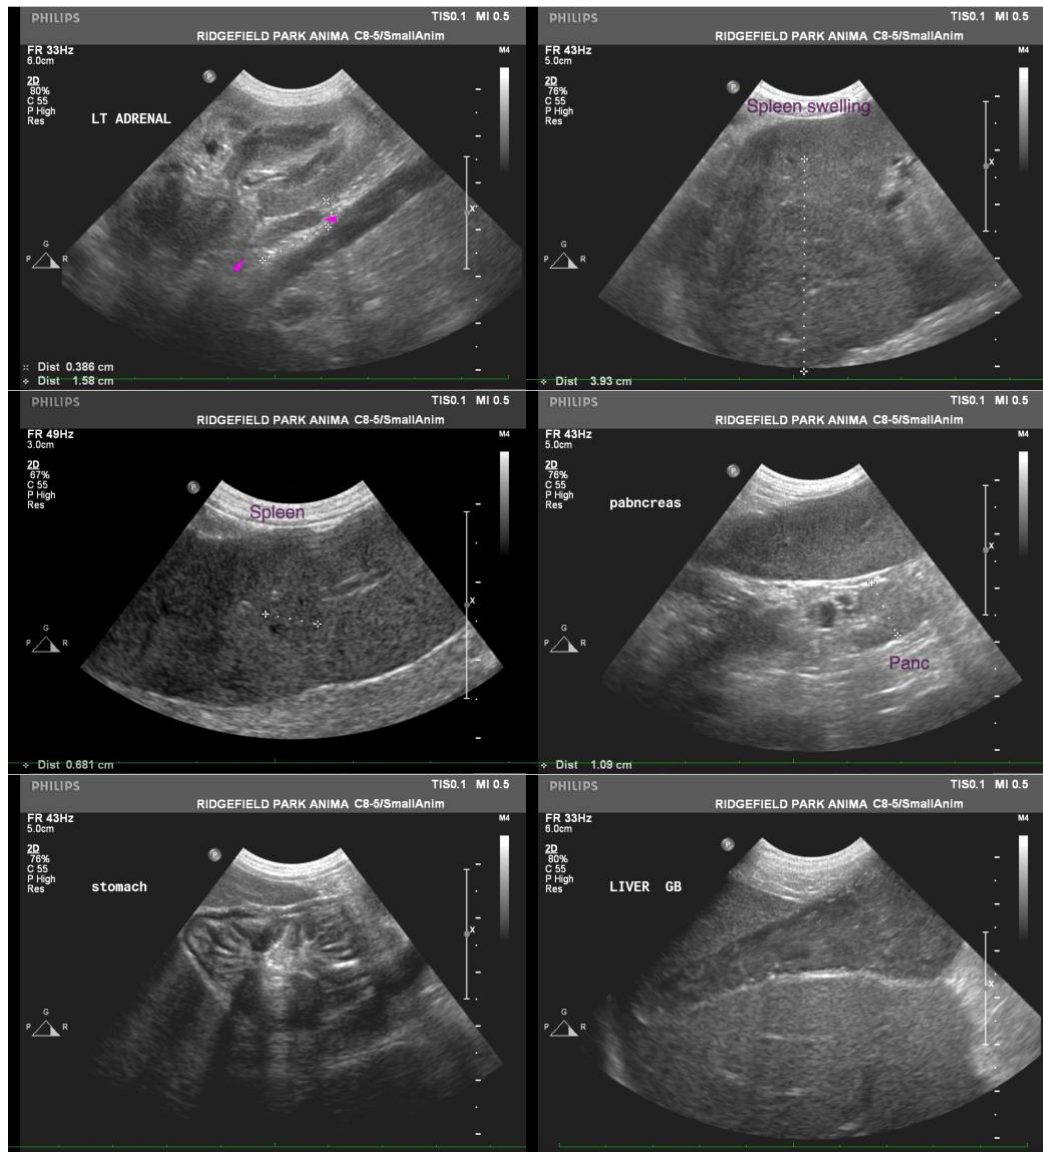 PHILIPS
TIS0.1 MI 0.5
RIDGEFIELD PARK ANIMA C8-5/SmallAnim
FR 33Hz
6.0cm
M4
2D
80%
C 55
P High
Res
LT ADRENAL
P
X
G
P R
Dist 0.386 cm
Dist 1.58 cm
PHILIPS
TIS0.1 MI 0.5
RIDGEFIELD PARK ANIMA C8-5/SmallAnim
FR 43Hz
5.0cm
M4
2D
76%
C 55
P High
Res
P
Spleen swelling
X
G
P R
Dist 3.93 cm
PHILIPS
TIS0.1 MI 0.5
RIDGEFIELD PARK ANIMA C8-5/SmallAnim
FR 49Hz
3.0cm
M4
2D
67%
C 55
P High
Res
P
Spleen
X
G
P R
Dist 0.681 cm
PHILIPS
TIS0.1 MI 0.5
RIDGEFIELD PARK ANIMA C8-5/SmallAnim
FR 43Hz
5.0cm
M4
2D
76%
C 55
P High
Res
P
pabncreas
X
G
P R
Panc
Dist 1.09 cm
PHILIPS
TIS0.1 MI 0.5
RIDGEFIELD PARK ANIMA C8-5/SmallAnim
FR 43Hz
5.0cm
M4
2D
76%
C 55
P High
Res
P
stomach
X
G
P R
PHILIPS
TIS0.1 MI 0.5
RIDGEFIELD PARK ANIMA C8-5/SmallAnim
FR 33Hz
6.0cm
M4
2D
80%
C 55
P High
Res
P
LIVER GB
X
G
P R